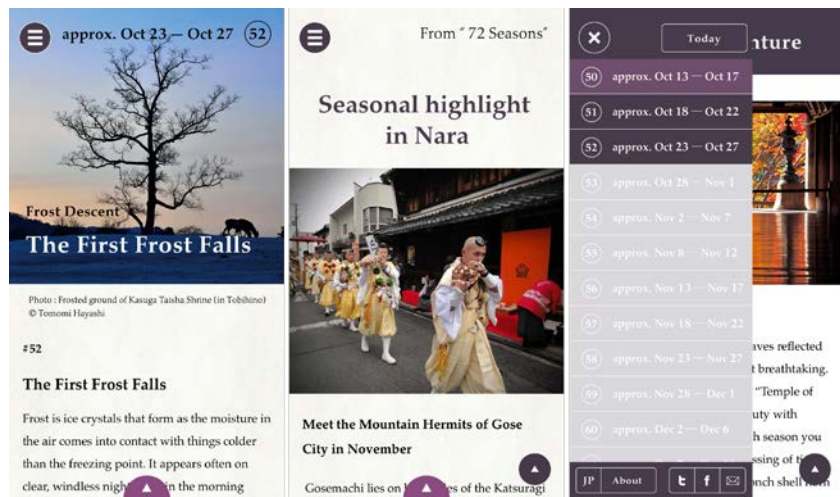 approx. Oct 23 — Oct 27 52
Frost Descent
The First Frost Falls
Photo : Frosted ground of Kasuga Taisha Shrine (in Tobihino)
© Tomomi Hayashi
#52
The First Frost Falls
Frost is ice crystals that form as the moisture in
the air comes into contact with things colder
than the freezing point. It appears often on
clear, windless in the morning
From “ 72 Seasons”
Seasonal highlight
in Nara
Meet the Mountain Hermits of Gose
City in November
Gosemachi lies on of the Katsuragi
Today
50 approx. Oct 13 — Oct 17
51 approx. Oct 18 — Oct 22
52 approx. Oct 23 — Oct 27
53 approx. Oct 28 — Nov 1
54 approx. Nov 2 — Nov 7
55 approx. Nov 8 — Nov 12
56 approx. Nov 13 — Nov 17
57 approx. Nov 18 — Nov 22
58 approx. Nov 23 — Nov 27
59 approx. Nov 28 — Dec 1
60 approx. Dec 2 — Dec 6
JP About
nture
aves reflected
t breathtaking.
“Temple of
uty with
h season you
ssing of
onch shell